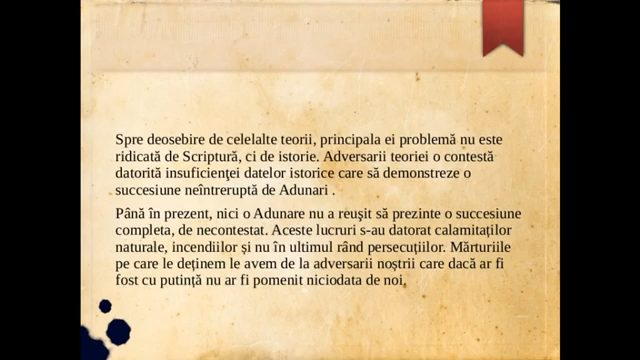 Spre deosebire de celelalte teorii, principala ei problemă nu este
ridicată de Scriptură, ci de istorie. Adversarii teoriei o contestă
datorită insuficienţei datelor istorice care să demonstreze o
succesiune neîntreruptă de Adunari .
Până în prezent, nici o Adunare nu a reuşit să prezinte o succesiune
completa, de necontestat. Aceste lucruri s-au datorat calamitaților
naturale, incendiilor și nu în ultimul rând persecuțiilor. Mărturiile
pe care le deținem le avem de la adversarii noștrii care dacă ar fi
fost cu putință nu ar fi pomenit niciodata de noi.